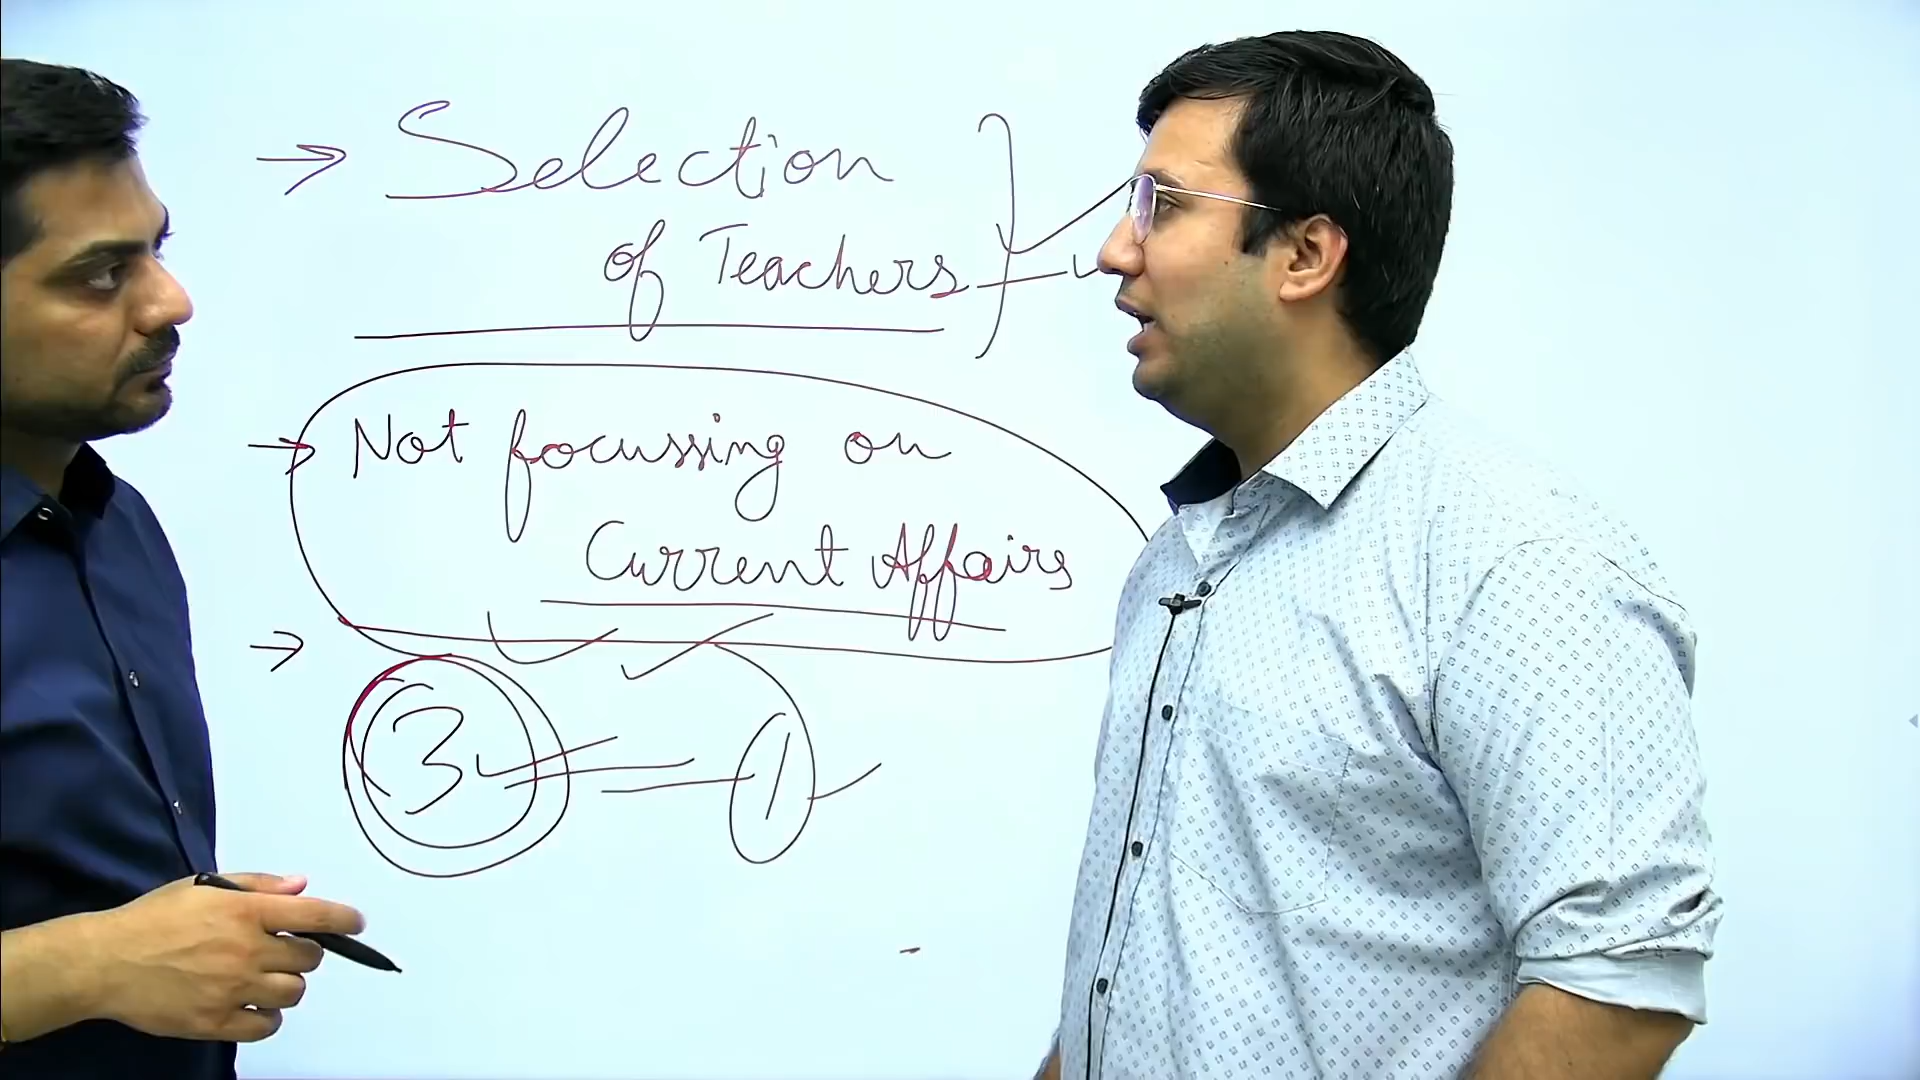 → Selection
of Teachers
→ Not focussing on
Current Affairs
→
3 1